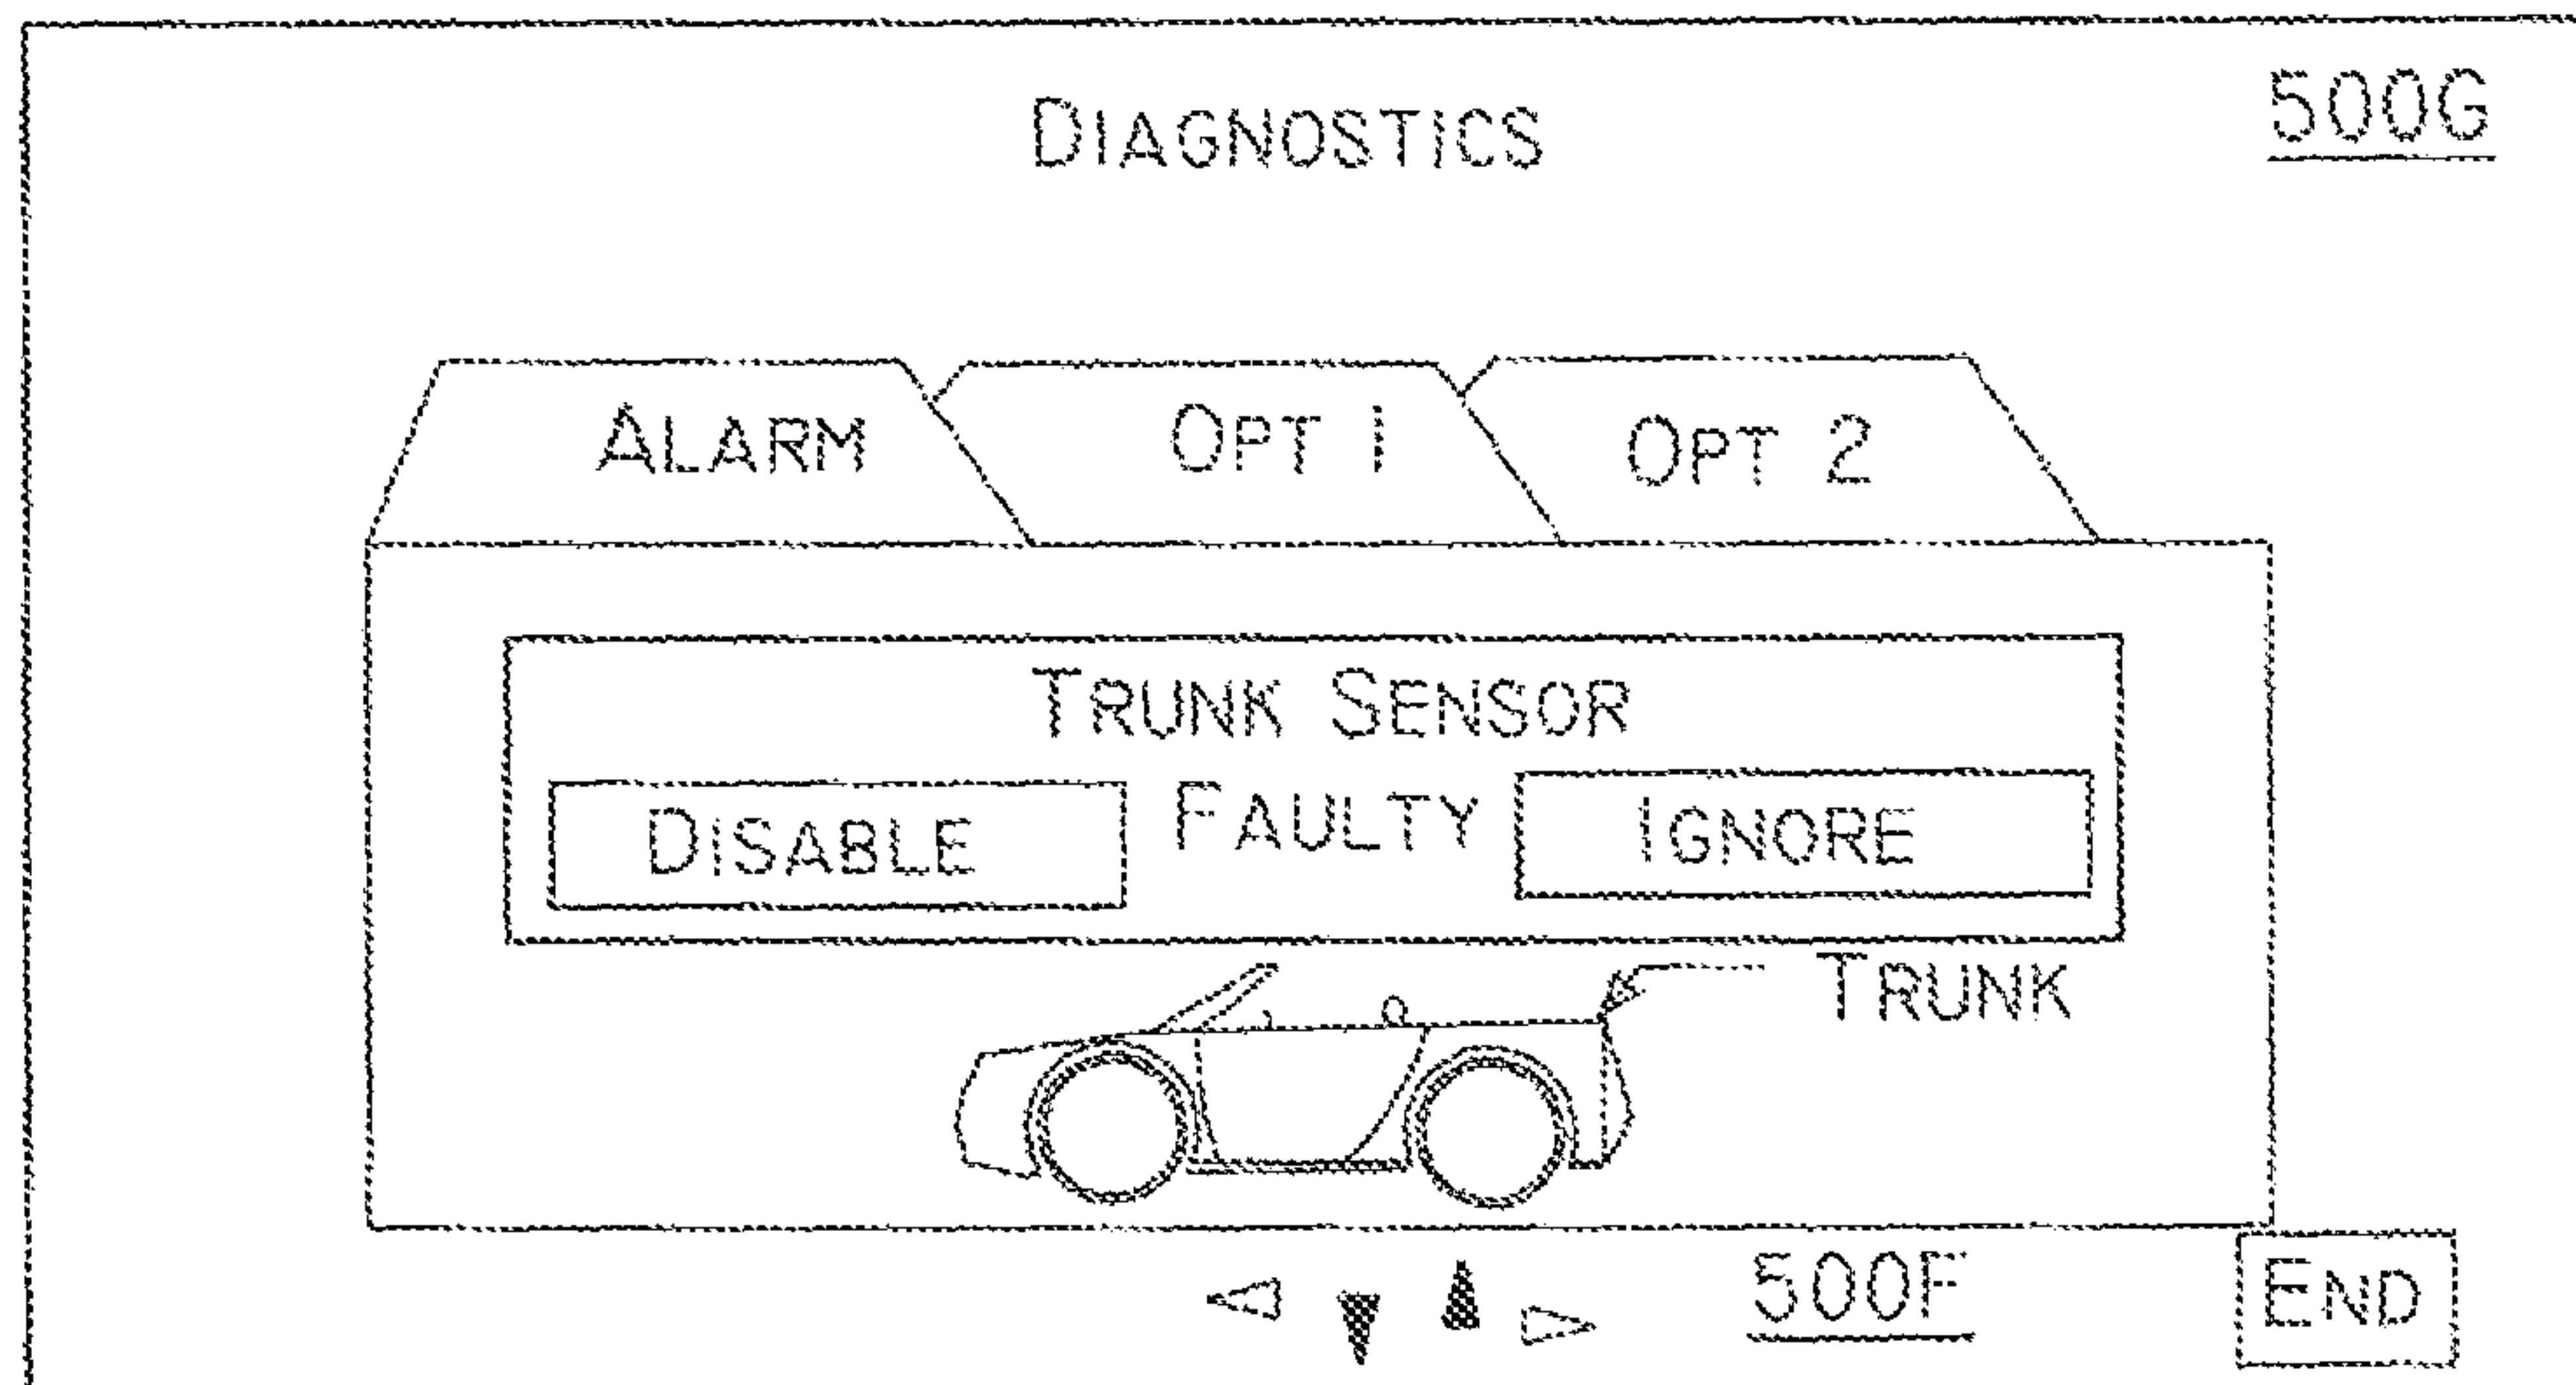 DIAGNOSTICS
500G
ALARM
OPT 1
OPT 2
TRUNK SENSOR
DISABLE
FAULTY
IGNORE
TRUNK
500F
END